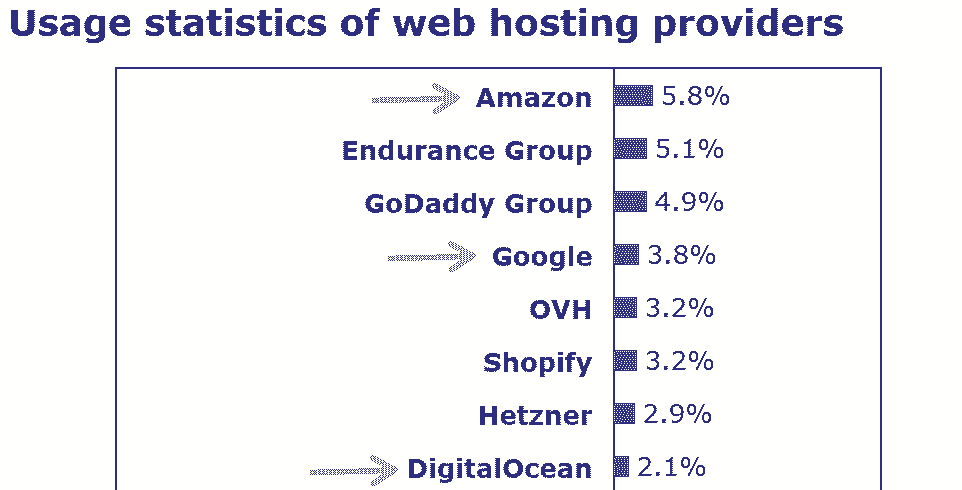 Usage statistics of web hosting providers
Amazon 5.8%
Endurance Group 5.1%
GoDaddy Group 4.9%
Google 3.8%
OVH 3.2%
Shopify 3.2%
Hetzner 2.9%
DigitalOcean 2.1%